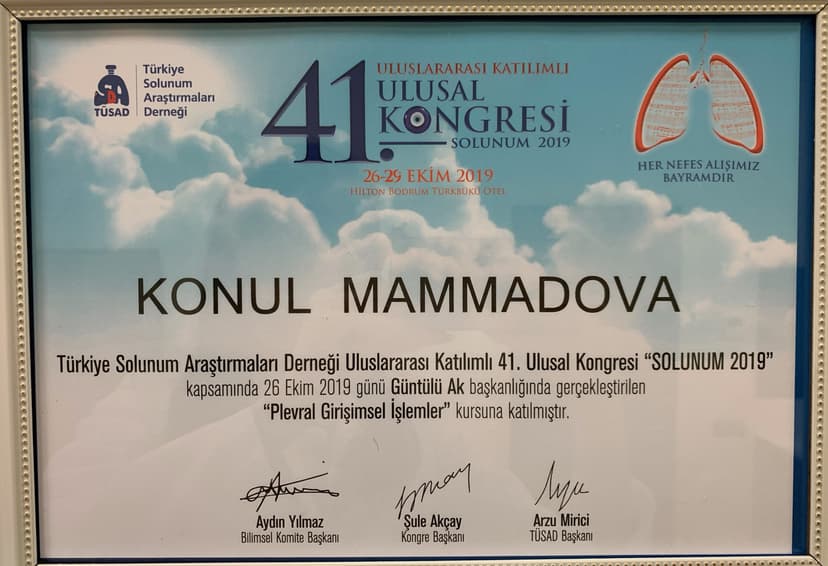 Türkiye
Solunum
Araştırmaları
Derneği
TÜSAD
41.
ULUSLARARASI KATILIMLI
ULUSAL
KONGRESİ
SOLUNUM 2019
26-29 EKİM 2019
HILTON BODRUM TÜRKBÜKÜ OTEL
HER NEFES ALIŞIMIZ
BAYRAMDIR
KONUL MAMMADOVA
Türkiye Solunum Araştırmaları Derneği Uluslararası Katılımlı 41. Ulusal Kongresi “SOLUNUM 2019”
kapsamında 26 Ekim 2019 günü Güntülü Ak başkanlığında gerçekleştirilen
“Plevral Girişimsel İşlemler” kursuna katılmıştır.
Aydın Yılmaz
Bilimsel Komite Başkanı
Şule Akçay
Kongre Başkanı
Arzu Mirici
TÜSAD Başkanı